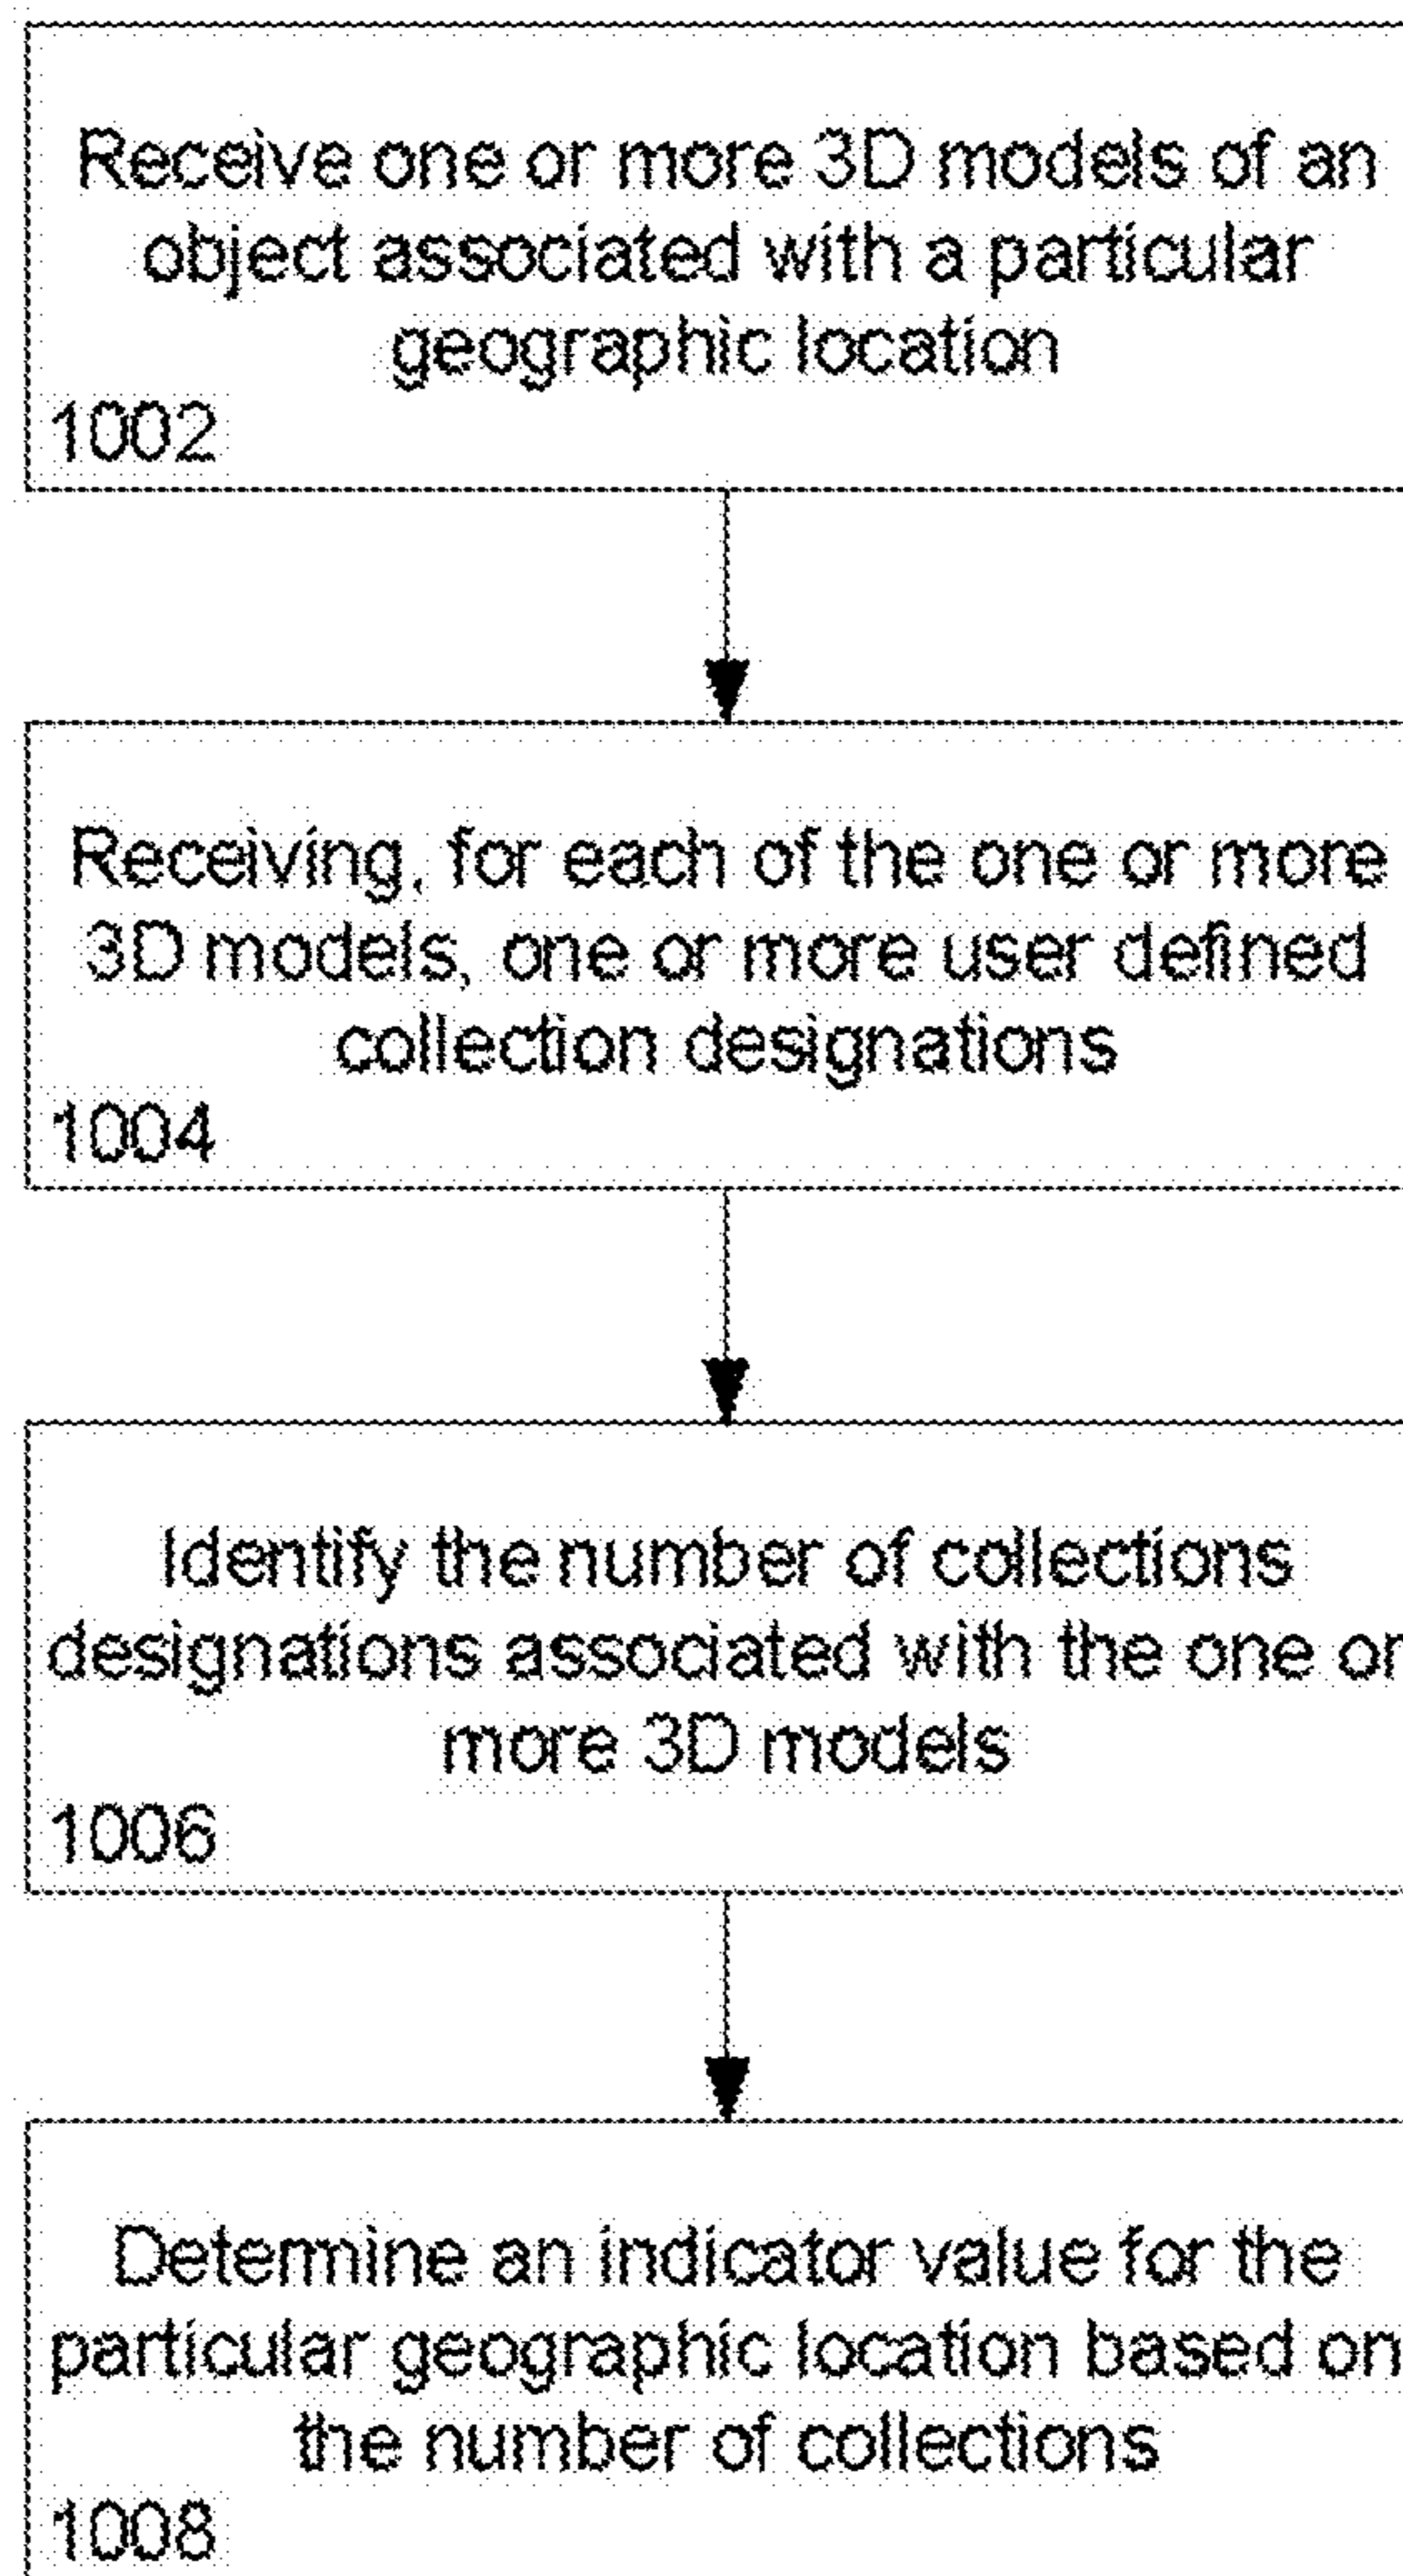 Receive one or more 3D models of an
object associated with a particular
geographic location
1002
Receiving, for each of the one or more
3D models, one or more user defined
collection designations
1004
Identify the number of collections
designations associated with the one or
more 3D models
1006
Determine an indicator value for the
particular geographic location based on
the number of collections
1008